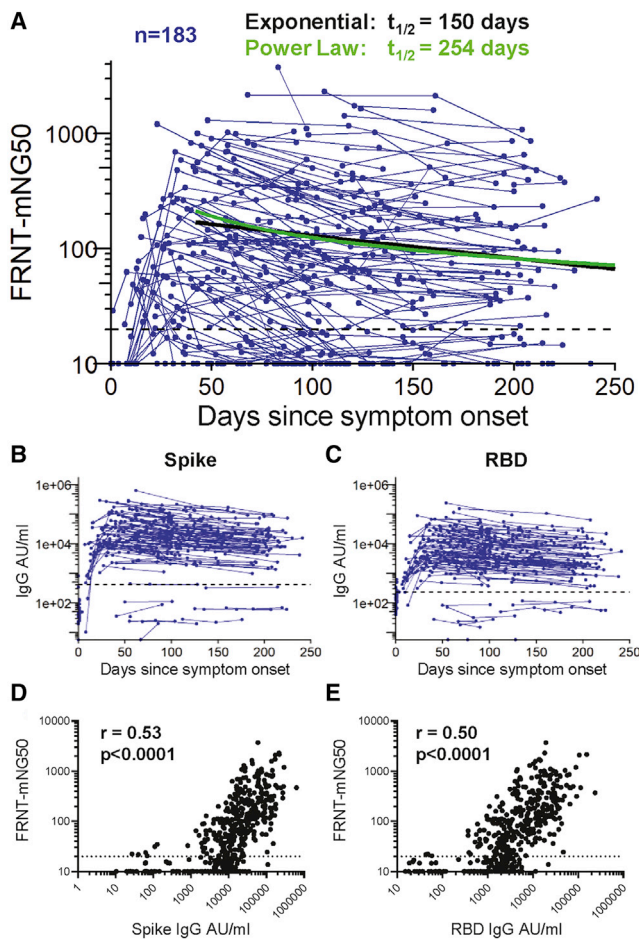 A
n=183
Exponential: t1/2 = 150 days
Power Law: t1/2 = 254 days
FRNT-mNG50
1000
100
10
0 50 100 150 200 250
Days since symptom onset
B
Spike
IgG AU/ml
1e+06
1e+04
1e+02
0 50 100 150 200 250
Days since symptom onset
C
RBD
IgG AU/ml
1e+06
1e+04
1e+02
0 50 100 150 200 250
Days since symptom onset
D
r = 0.53
p<0.0001
FRNT-mNG50
10000
1000
100
10
1 10 100 1000 10000 100000 1000000
Spike IgG AU/ml
E
r = 0.50
p<0.0001
FRNT-mNG50
10000
1000
100
10
10 100 1000 10000 100000 1000000
RBD IgG AU/ml